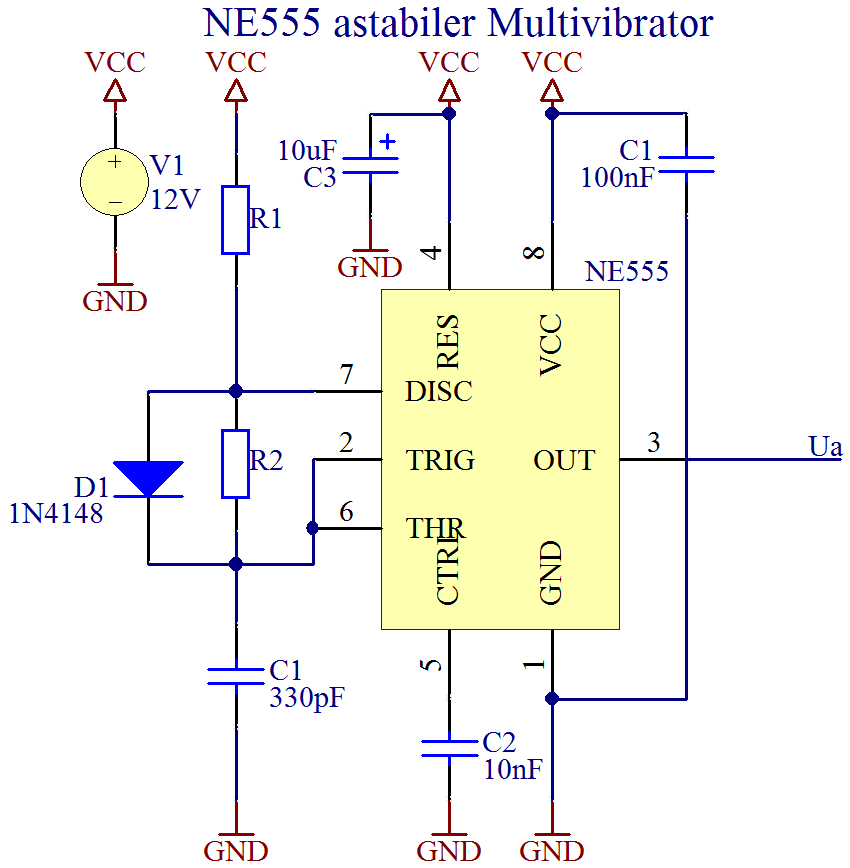 NE555 astabiler Multivibrator
VCC
VCC
VCC
VCC
+
V1
12V
GND
R1
10uF
C3
+
GND
C1
100nF
4
8
NE555
RES
VCC
7
DISC
2
TRIG
OUT
3
Ua
6
THR
CTRL
GND
R2
D1
1N4148
5
1
C1
330pF
C2
10nF
GND
GND
GND